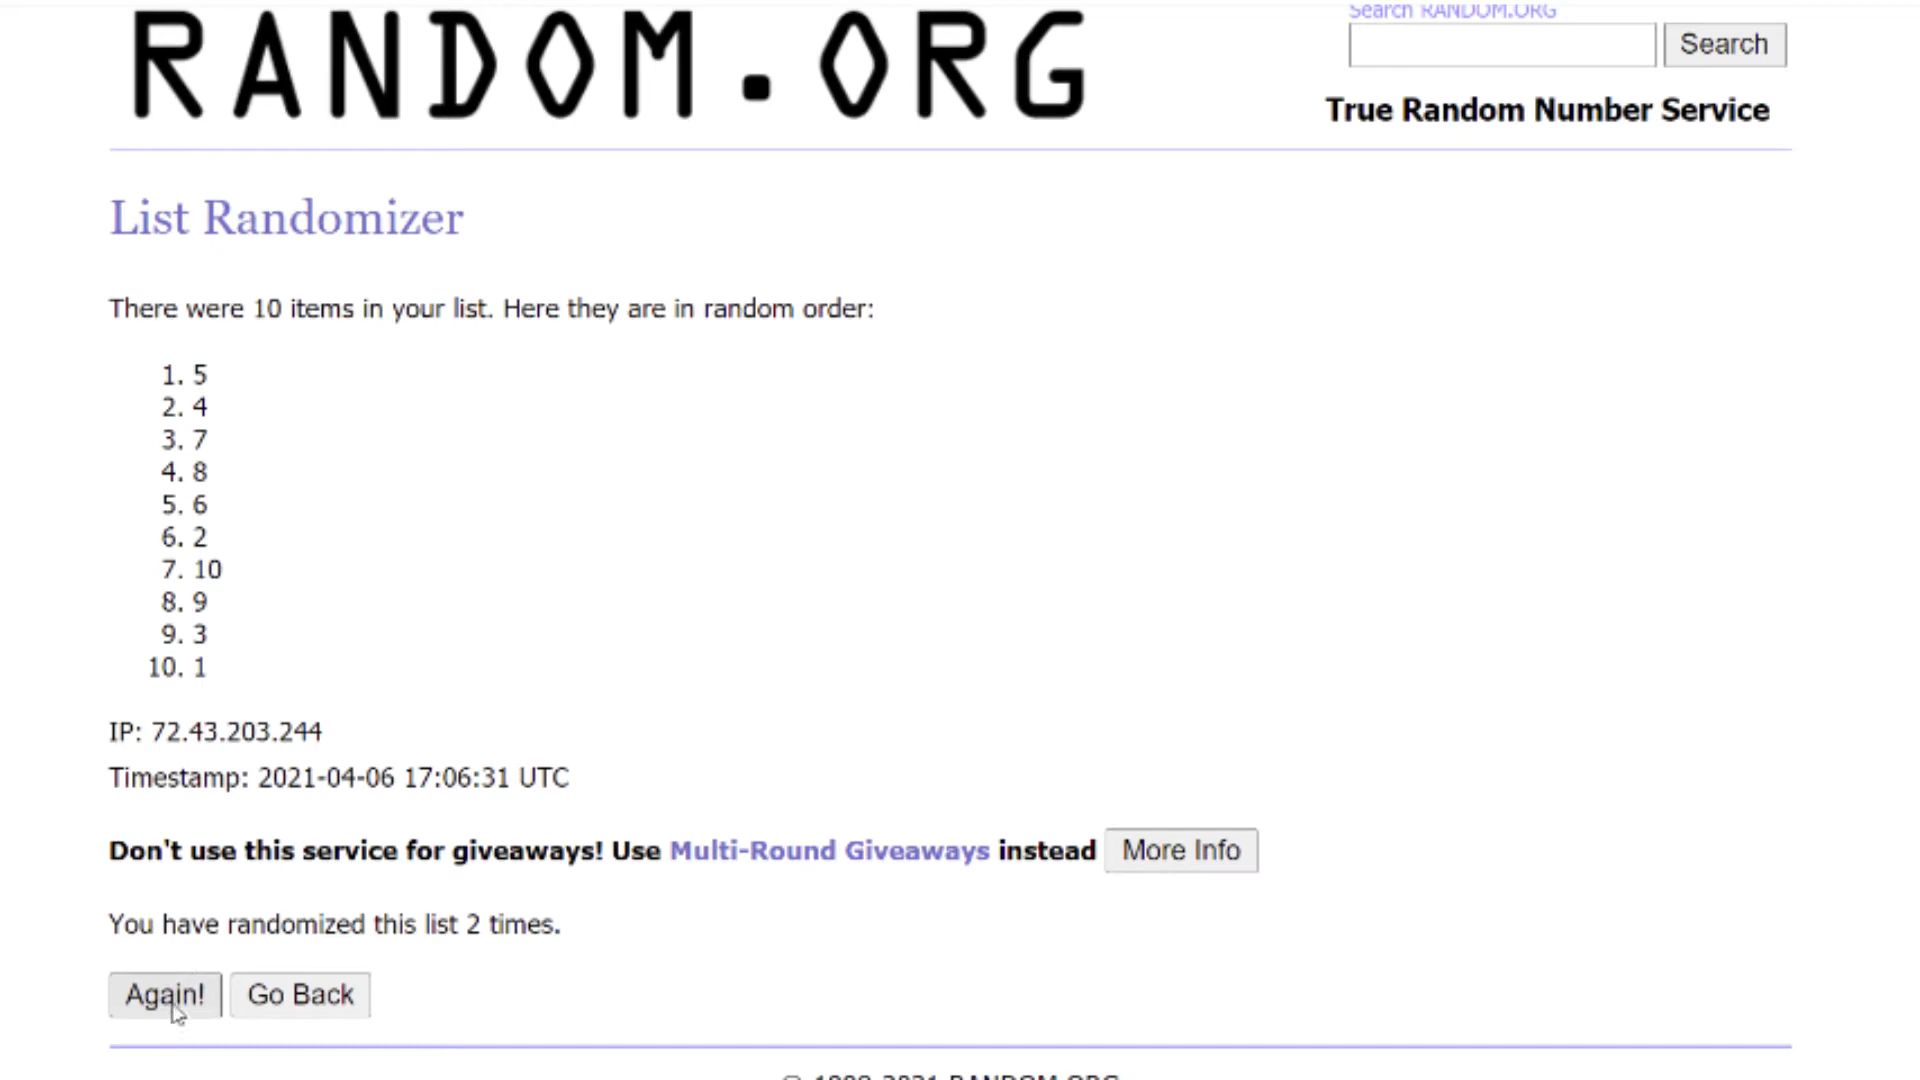 Search RANDOM.ORG
RANDOM.ORG
Search
True Random Number Service
List Randomizer
There were 10 items in your list. Here they are in random order:
1. 5
2. 4
3. 7
4. 8
5. 6
6. 2
7. 10
8. 9
9. 3
10. 1
IP: 72.43.203.244
Timestamp: 2021-04-06 17:06:31 UTC
Don't use this service for giveaways! Use Multi-Round Giveaways instead More Info
You have randomized this list 2 times.
Again! Go Back
© 1998-2021 RANDOM.ORG